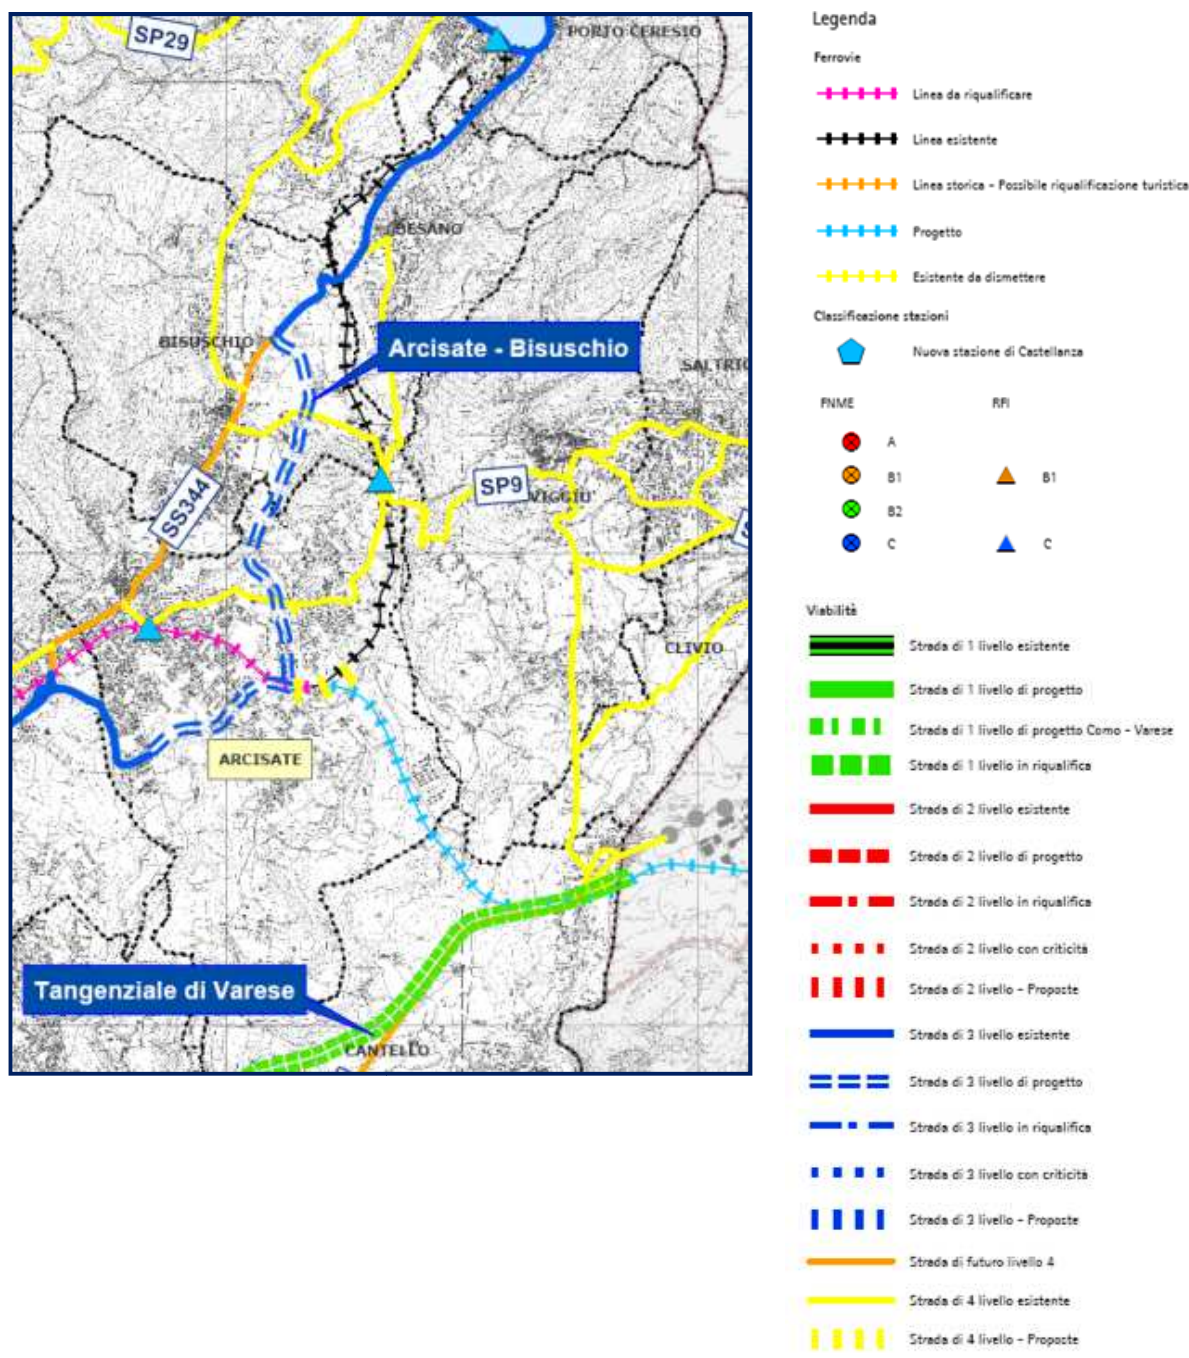 SP29
PORTO CERESIO
BESANO
BISUSCHIO
Arcisate - Bisuschio
SALTRIO
SS344
SP9
VIGGIU'
CLIVIO
ARCISATE
Tangenziale di Varese
CANTELLO
Legenda
Ferrovie
Linea da riqualificare
Linea esistente
Linea storica - Possibile riqualificazione turistica
Progetto
Esistente da dismettere
Classificazione stazioni
Nuova stazione di Castellanza
FNME RFI
A
B1 B1
B2
C C
Viabilità
Strada di 1 livello esistente
Strada di 1 livello di progetto
Strada di 1 livello di progetto Como - Varese
Strada di 1 livello in riqualifica
Strada di 2 livello esistente
Strada di 2 livello di progetto
Strada di 2 livello in riqualifica
Strada di 2 livello con criticità
Strada di 2 livello - Proposte
Strada di 3 livello esistente
Strada di 3 livello di progetto
Strada di 3 livello in riqualifica
Strada di 3 livello con criticità
Strada di 3 livello - Proposte
Strada di futuro livello 4
Strada di 4 livello esistente
Strada di 4 livello - Proposte